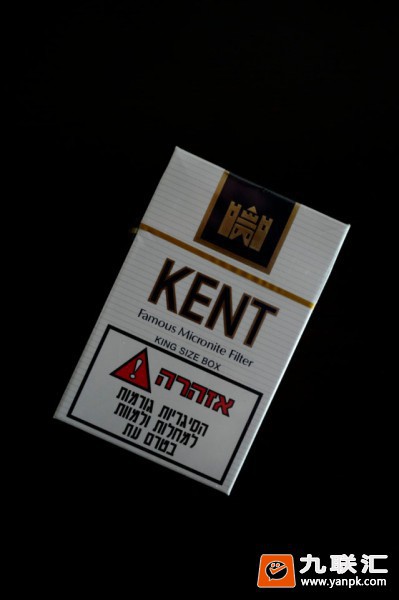 KENT
Famous Micronite Filter
KING SIZE BOX
אזהרה
הסיגריות גורמות
למחלות ולמוות
בטרם עת
九联汇
www.yanpk.com